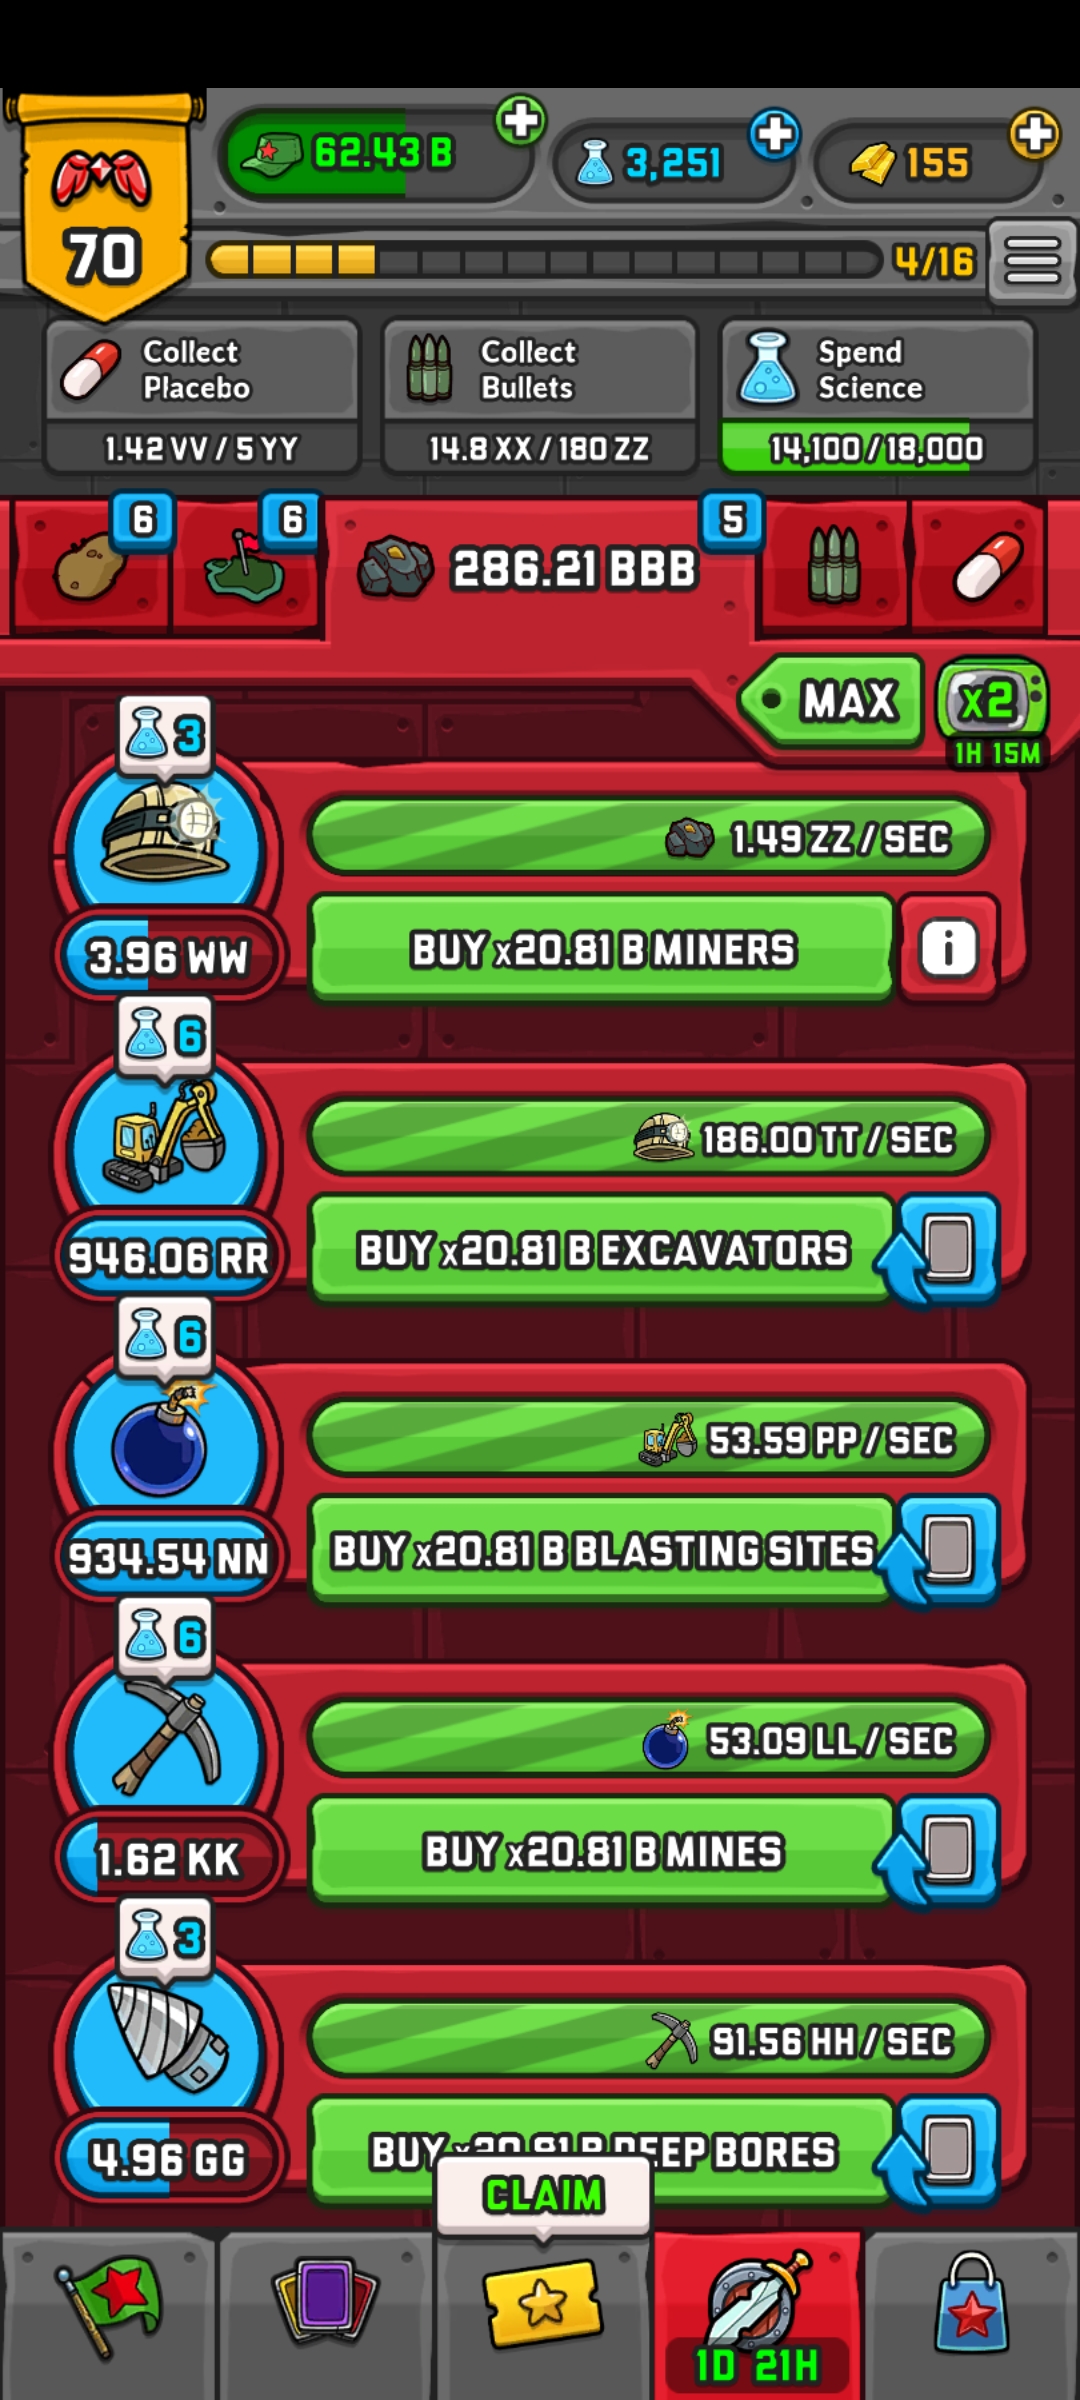 62.43 B
3,251
155
70
4/16
Collect
Placebo
1.42 VV / 5 YY
Collect
Bullets
14.8 XX / 180 ZZ
Spend
Science
14,100 / 18,000
6
6
286.21 BBB
5
MAX
x2
1H 15M
3
1.49 ZZ / SEC
3.96 WW
BUY x20.81 B MINERS
i
6
186.00 TT / SEC
946.06 RR
BUY x20.81 B EXCAVATORS
6
53.59 PP / SEC
934.54 NN
BUY x20.81 B BLASTING SITES
6
53.09 LL / SEC
1.62 KK
BUY x20.81 B MINES
3
91.56 HH / SEC
4.96 GG
BUY x20.81 B DEEP BORES
CLAIM
1D 21H